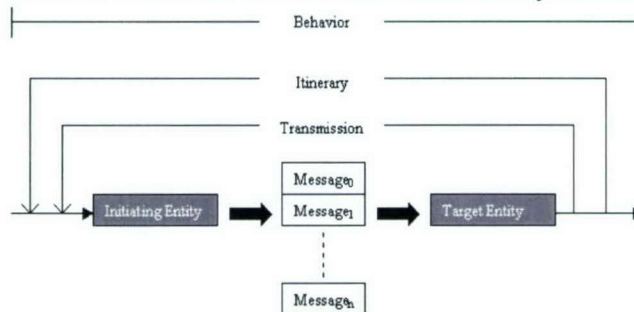 Behavior
Itinerary
Transmission
Message0
Initiating Entity
Message1
Target Entity
Messagen